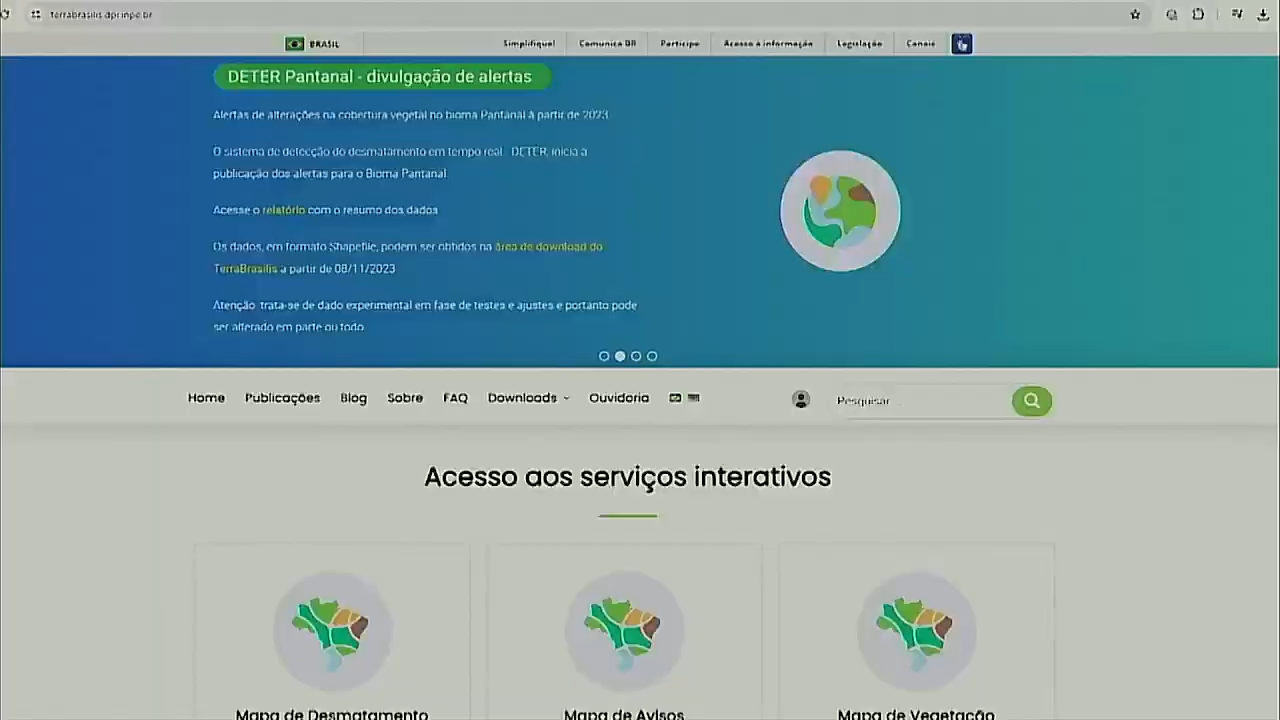 terrabrasilis.dpi.inpe.br
BRASIL
Simplifique!
Comunica BR
Participe
Acesso à informação
Legislação
Canais
DETER Pantanal - divulgação de alertas
Alertas de alterações na cobertura vegetal no bioma Pantanal à partir de 2023.
O sistema de detecção do desmatamento em tempo real, DETER, inicia a
publicação dos alertas para o Bioma Pantanal.
Acesse o relatório com o resumo dos dados.
Os dados, em formato Shapefile, podem ser obtidos na área de download do
TerraBrasilis a partir de 08/11/2023
Atenção: trata-se de dado experimental em fase de testes e ajustes e portanto pode
ser alterado em parte ou todo.
Home
Publicações
Blog
Sobre
FAQ
Downloads
Ouvidoria
Pesquisar ...
Acesso aos serviços interativos
Mapa de Desmatamento
Mapa de Avisos
Mapa de Vegetação